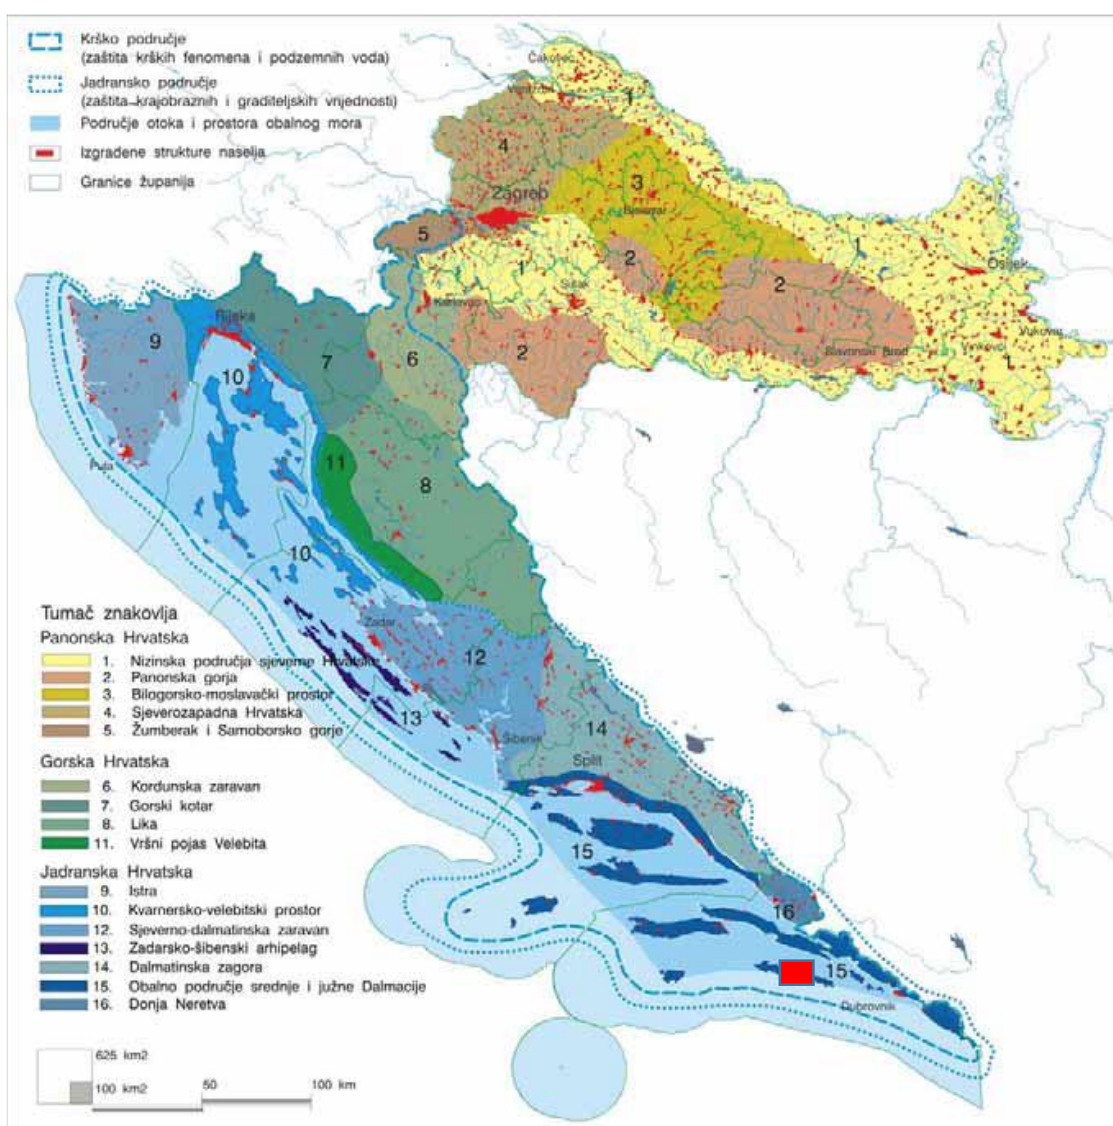 Krško područje
(zaštita krških fenomena i podzemnih voda)
Jadransko područje
(zaštita krajobraznih i graditeljskih vrijednosti)
Područje otoka i prostora obalnog mora
Izgrađene strukture naselja
Granice županija
Čakovec
Varaždin
1
4
3
Zagreb
Bjelovar
5
1
2
1
2
Osijek
Sisak
Karlovac
Vukovar
Vinkovci
Slavonski Brod
1
2
Rijeka
9
7
6
10
Pula
11
8
10
Zadar
12
13
Šibenik
14
Split
15
16
15
Dubrovnik
Tumač znakovlja
Panonska Hrvatska
1. Nizinska područja sjeverne Hrvatske
2. Panonska gorja
3. Bilogorsko-moslavački prostor
4. Sjeverozapadna Hrvatska
5. Žumberak i Samoborsko gorje
Gorska Hrvatska
6. Kordunska zaravan
7. Gorski kotar
8. Lika
11. Vršni pojas Velebita
Jadranska Hrvatska
9. Istra
10. Kvarnersko-velebitski prostor
12. Sjeverno-dalmatinska zaravan
13. Zadarsko-šibenski arhipelag
14. Dalmatinska zagora
15. Obalno područje srednje i južne Dalmacije
16. Donja Neretva
625 km2
100 km2
50
100 km